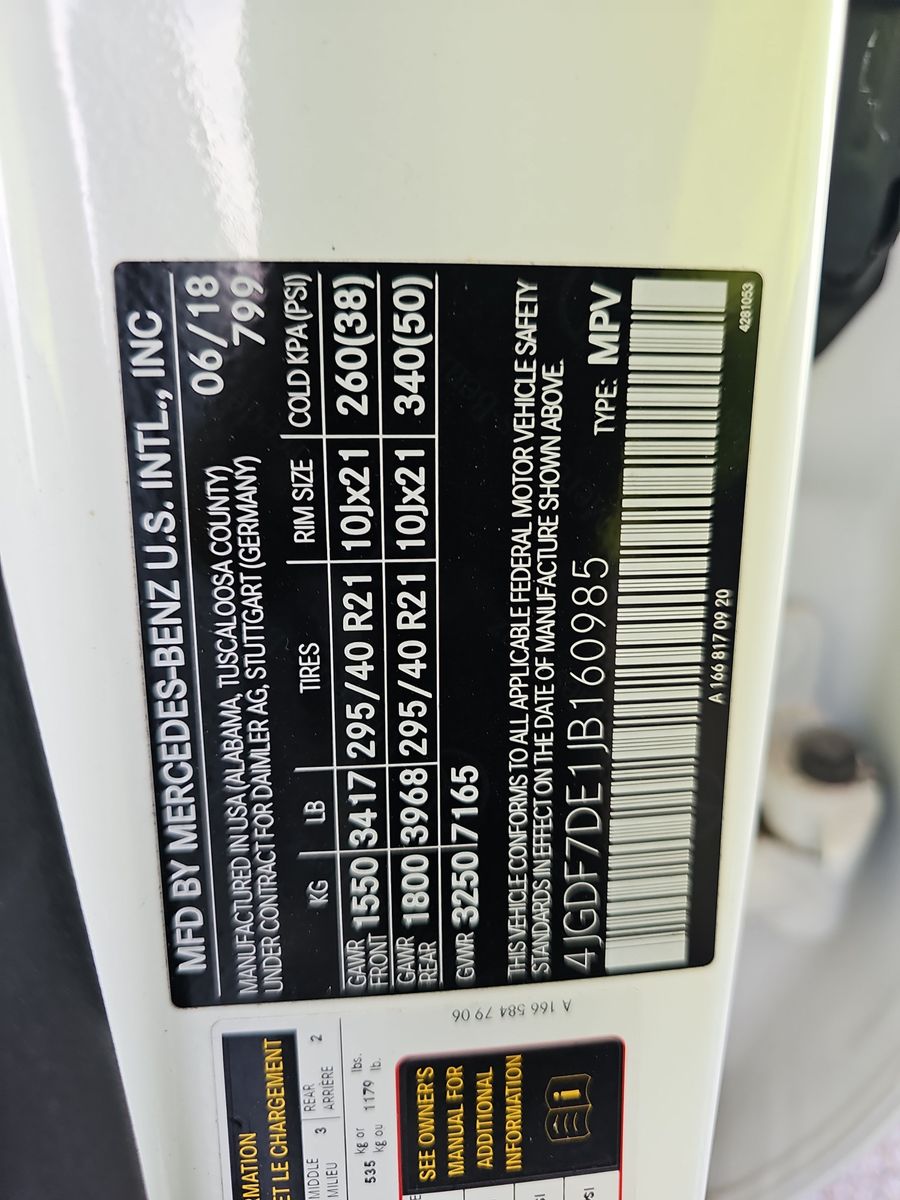 MFD BY MERCEDES-BENZ U.S. INTL., INC
MANUFACTURED IN USA (ALABAMA, TUSCALOOSA COUNTY) 06/18
UNDER CONTRACT FOR DAIMLER AG, STUTTGART (GERMANY) 799
KG LB TIRES RIM SIZE COLD KPA(PSI)
GAWR FRONT 1550 3417 295/40 R21 10Jx21 260(38)
GAWR REAR 1800 3968 295/40 R21 10Jx21 340(50)
GVWR 3250 7165
THIS VEHICLE CONFORMS TO ALL APPLICABLE FEDERAL MOTOR VEHICLE SAFETY
STANDARDS IN EFFECT ON THE DATE OF MANUFACTURE SHOWN ABOVE.
4JGDF7DE1JB160985 TYPE: MPV
A 166 817 09 20 4281053
ET LE CHARGEMENT
MIDDLE 3 REAR 2
MILIEU ARRIÈRE
535 kg or 1179 lbs.
kg ou lb.
SEE OWNER'S
MANUAL FOR
ADDITIONAL
INFORMATION
A 166 584 79 06